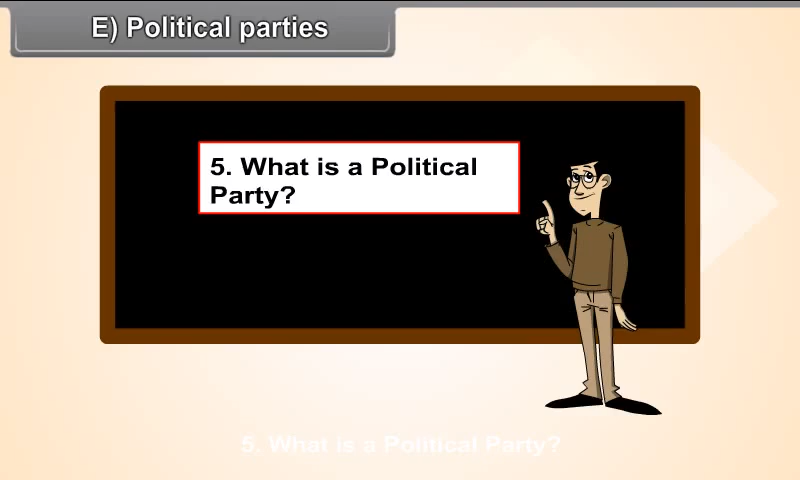 E) Political parties
5. What is a Political
Party?
5. What is a Political Party?